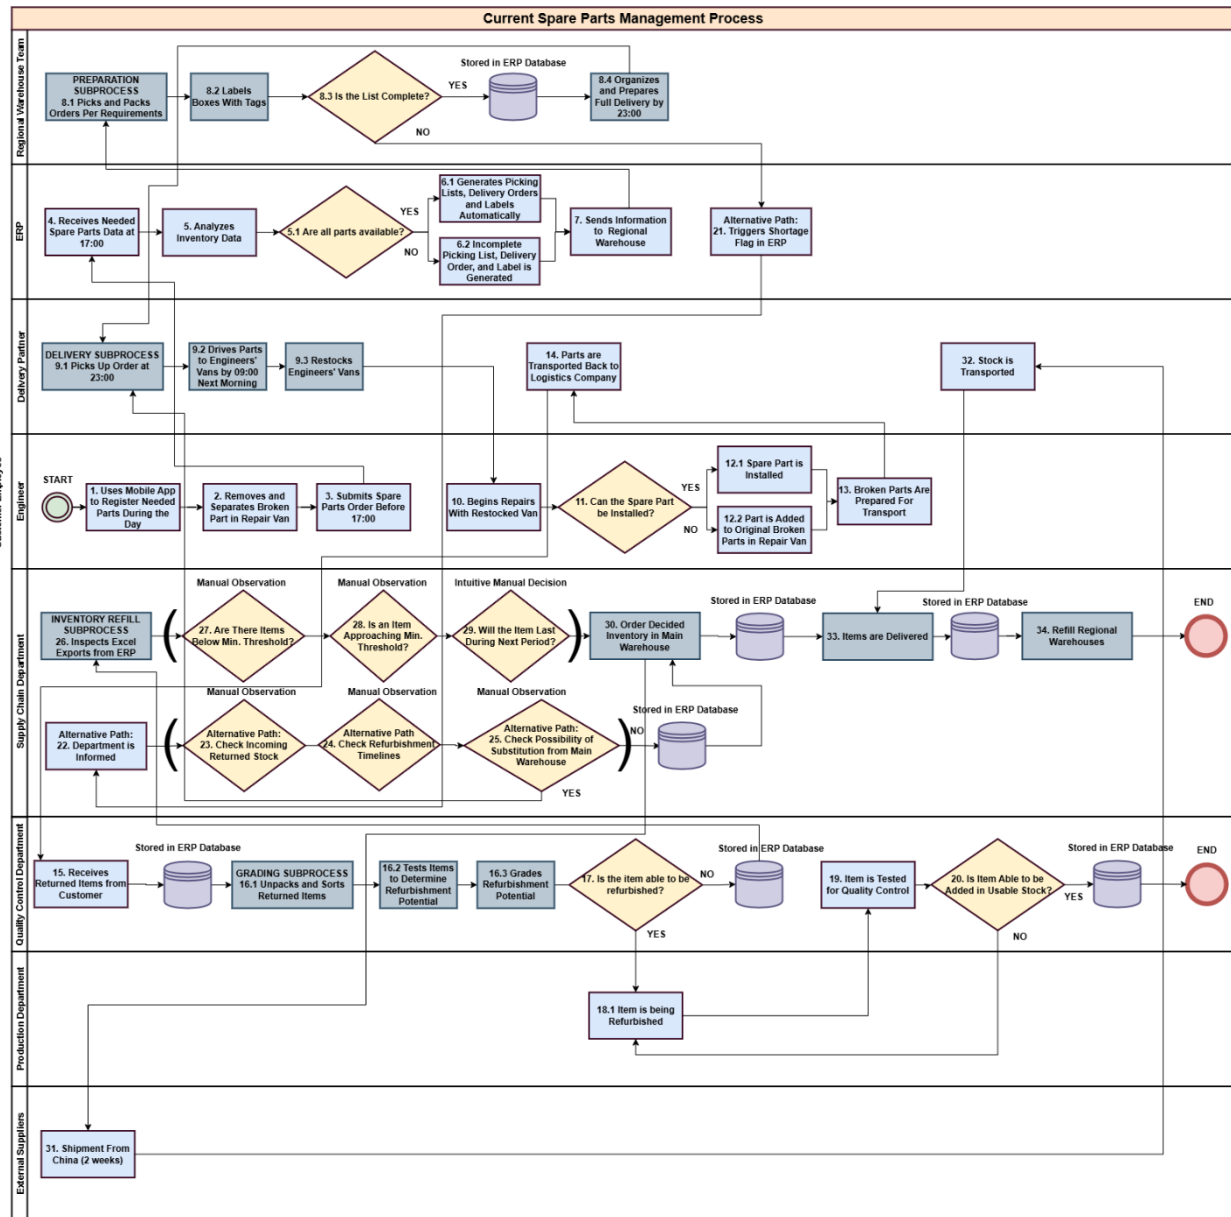 Current Spare Parts Management Process
Regional Warehouse Team
PREPARATION
SUBPROCESS
8.1 Picks and Packs
Orders Per Requirements
8.2 Labels
Boxes With Tags
8.3 Is the List Complete?
YES
NO
Stored in ERP Database
8.4 Organizes
and Prepares
Full Delivery by
23:00
ERP
4. Receives Needed
Spare Parts Data at
17:00
5. Analyzes
Inventory Data
5.1 Are all parts available?
YES
NO
6.1 Generates Picking
Lists, Delivery Orders
and Labels
Automatically
6.2 Incomplete
Picking List, Delivery
Order, and Label is
Generated
7. Sends Information
to Regional
Warehouse
Alternative Path:
21. Triggers Shortage
Flag in ERP
Delivery Partner
DELIVERY SUBPROCESS
9.1 Picks Up Order at
23:00
9.2 Drives Parts
to Engineers'
Vans by 09:00
Next Morning
9.3 Restocks
Engineers' Vans
14. Parts are
Transported Back to
Logistics Company
32. Stock is
Transported
Engineer
START
1. Uses Mobile App
to Register Needed
Parts During the
Day
2. Removes and
Separates Broken
Part in Repair Van
3. Submits Spare
Parts Order Before
17:00
10. Begins Repairs
With Restocked Van
11. Can the Spare Part
be Installed?
YES
NO
12.1 Spare Part is
Installed
12.2 Part is Added
to Original Broken
Parts in Repair Van
13. Broken Parts Are
Prepared For
Transport
Supply Chain Department
INVENTORY REFILL
SUBPROCESS
26. Inspects Excel
Exports from ERP
Manual Observation
27. Are There Items
Below Min. Threshold?
Manual Observation
28. Is an Item
Approaching Min.
Threshold?
Intuitive Manual Decision
29. Will the Item Last
During Next Period?
30. Order Decided
Inventory in Main
Warehouse
Stored in ERP Database
33. Items are Delivered
Stored in ERP Database
34. Refill Regional
Warehouses
END
Alternative Path:
22. Department is
Informed
Manual Observation
Alternative Path:
23. Check Incoming
Returned Stock
Manual Observation
Alternative Path
24. Check Refurbishment
Timelines
Manual Observation
Alternative Path:
25. Check Possibility of
Substitution from Main
Warehouse
NO
YES
Stored in ERP Database
Quality Control Department
15. Receives
Returned Items from
Customer
Stored in ERP Database
GRADING SUBPROCESS
16.1 Unpacks and Sorts
Returned Items
16.2 Tests Items
to Determine
Refurbishment
Potential
16.3 Grades
Refurbishment
Potential
17. Is the item able to be
refurbished?
NO
YES
Stored in ERP Database
19. Item is Tested
for Quality Control
20. Is Item Able to be
Added in Usable Stock?
YES
NO
Stored in ERP Database
END
Production Department
18.1 Item is being
Refurbished
External Suppliers
31. Shipment From
China (2 weeks)